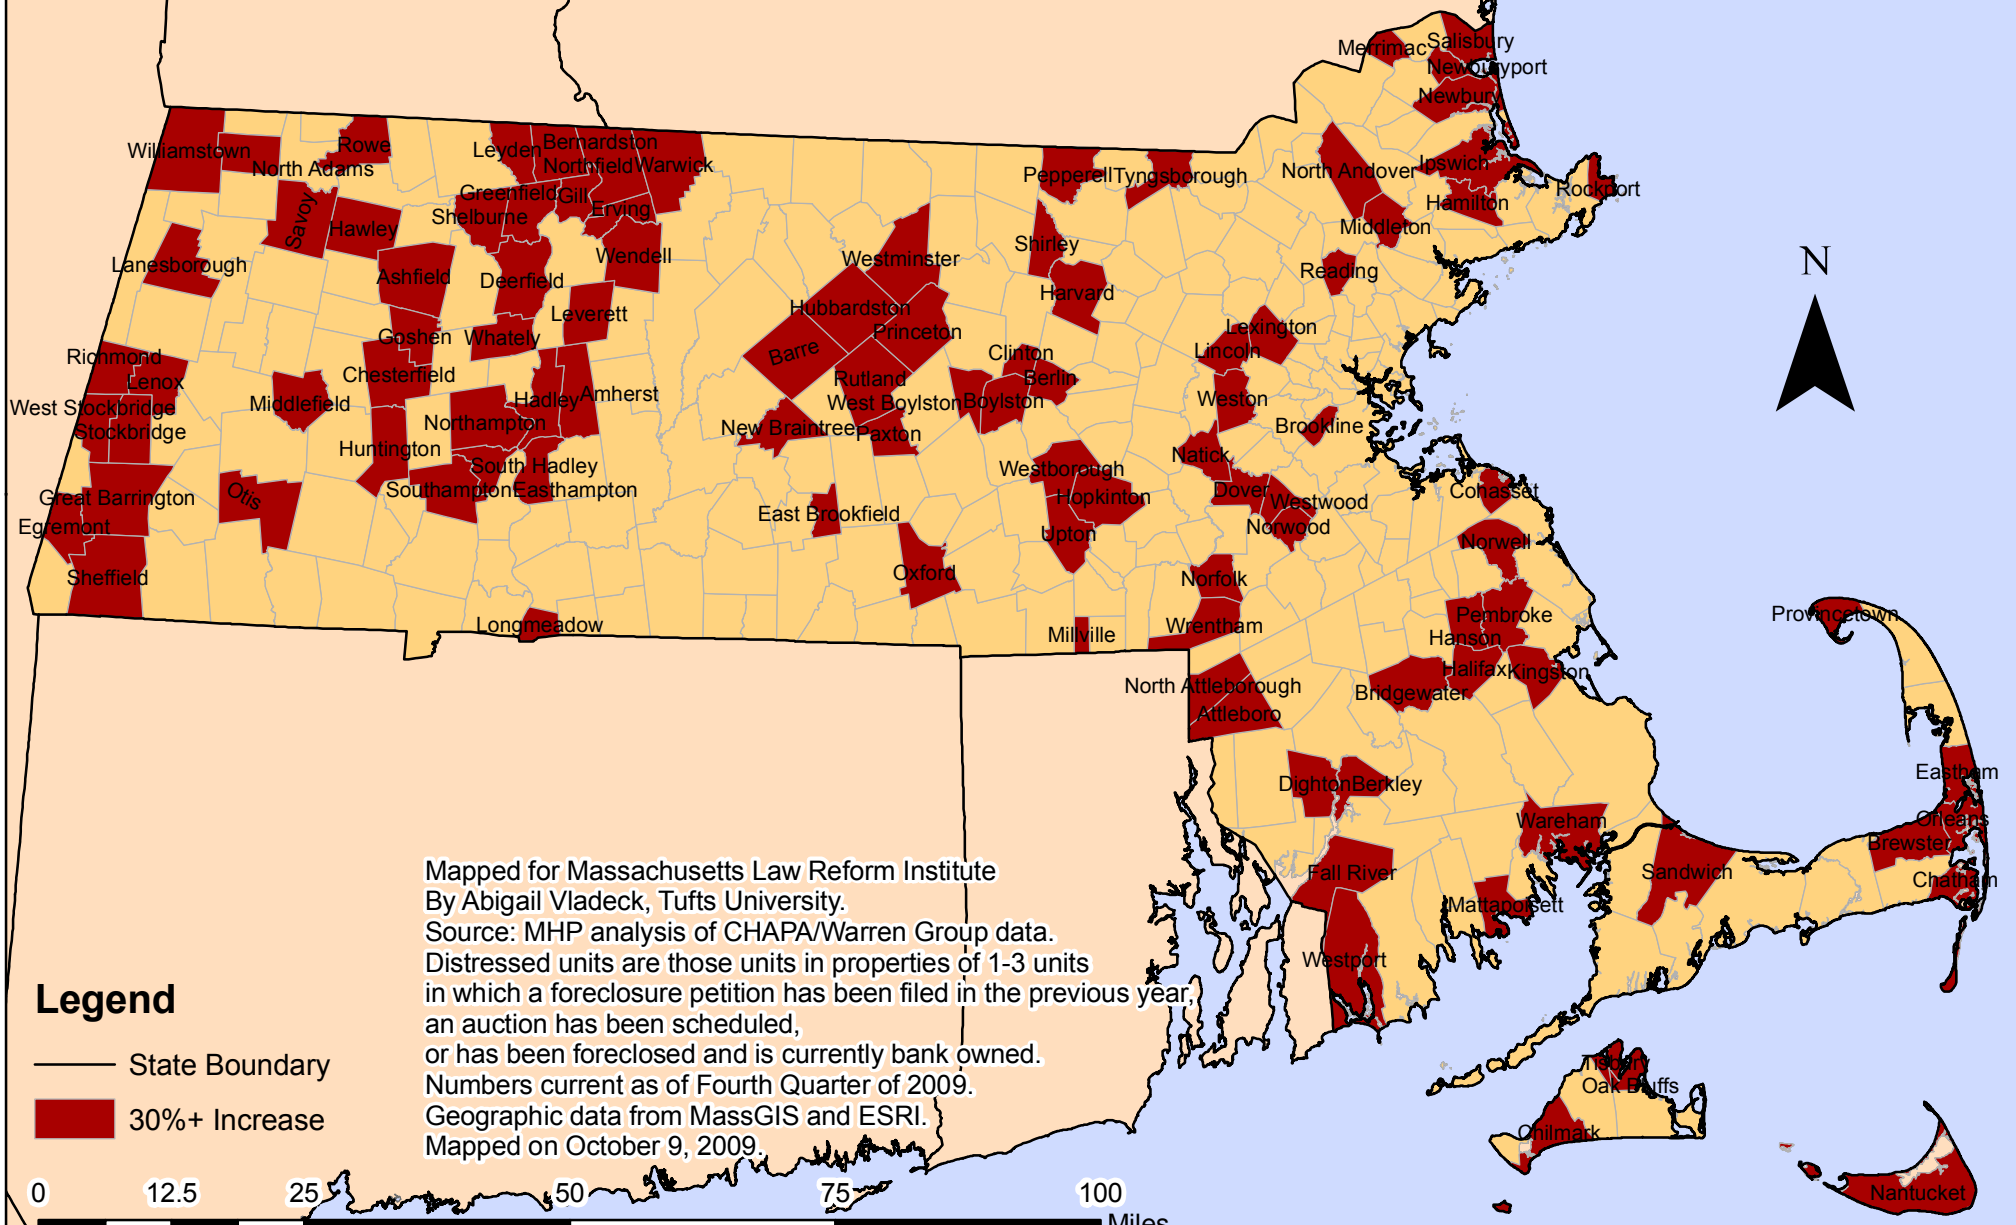 Merrimac
Salisbury
Newburyport
Newbury
Williamstown
North Adams
Rowe
Leyden
Bernardston
Northfield
Warwick
Greenfield
Gill
Shelburne
Erving
Savoy
Hawley
Pepperell
Tyngsborough
North Andover
Ipswich
Rockport
Hamilton
Middleton
N
Lanesborough
Ashfield
Deerfield
Wendell
Westminster
Shirley
Reading
Harvard
Leverett
Hubbardston
Princeton
Goshen
Whately
Barre
Clinton
Lexington
Lincoln
Richmond
Lenox
Middlefield
Chesterfield
Hadley
Amherst
Rutland
Berlin
West Stockbridge
Stockbridge
Northampton
West Boylston
Boylston
Weston
Brookline
New Braintree
Paxton
Huntington
South Hadley
Southampton
Easthampton
Westborough
Natick
Great Barrington
Otis
Egremont
East Brookfield
Hopkinton
Dover
Westwood
Norwood
Upton
Cohasset
Norwell
Sheffield
Oxford
Norfolk
Longmeadow
Millville
Wrentham
Pembroke
Hanson
Provincetown
North Attleborough
Attleboro
Bridgewater
Halifax
Kingston
Dighton
Berkley
Eastham
Wareham
Orleans
Brewster
Fall River
Sandwich
Chatham
Mattapoisett
Westport
Tisbury
Oak Bluffs
Chilmark
Nantucket
Mapped for Massachusetts Law Reform Institute
By Abigail Vladeck, Tufts University.
Source: MHP analysis of CHAPA/Warren Group data.
Distressed units are those units in properties of 1-3 units
in which a foreclosure petition has been filed in the previous year,
an auction has been scheduled,
or has been foreclosed and is currently bank owned.
Numbers current as of Fourth Quarter of 2009.
Geographic data from MassGIS and ESRI.
Mapped on October 9, 2009.
Legend
State Boundary
30%+ Increase
0 12.5 25 50 75 100
Miles